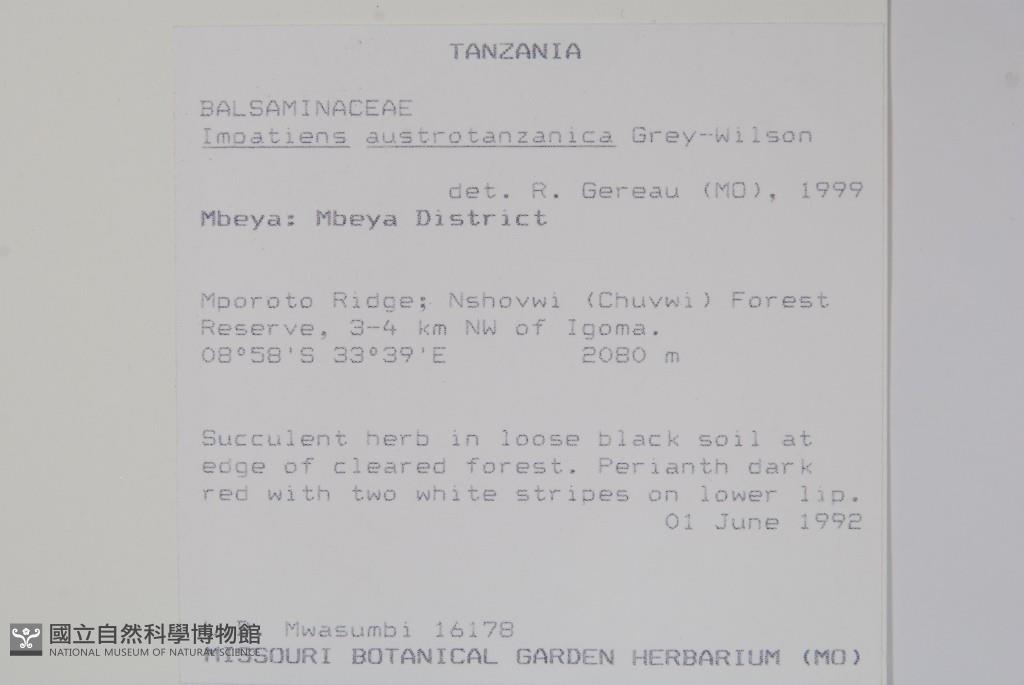 TANZANIA
BALSAMINACEAE
Impatiens austrotanzanica Grey-Wilson
det. R. Gereau (MO), 1999
Mbeya: Mbeya District
Mporoto Ridge; Nshovwi (Chuvwi) Forest
Reserve, 3-4 km NW of Igoma.
08°58'S 33°39'E 2080 m
Succulent herb in loose black soil at
edge of cleared forest. Perianth dark
red with two white stripes on lower lip.
01 June 1992
Mwasumbi 16178
MISSOURI BOTANICAL GARDEN HERBARIUM (MO)
國立自然科學博物館
NATIONAL MUSEUM OF NATURAL SCIENCE